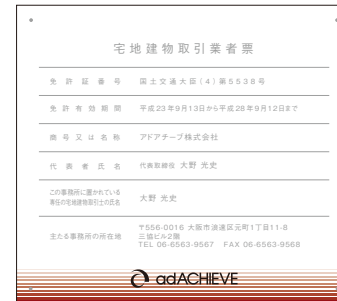 宅地建物取引業者票
免許証番号 国土交通大臣(4)第5538号
免許有効期間 平成23年9月13日から平成28年9月12日まで
商号又は名称 アドアチーブ株式会社
代表者氏名 代表取締役 大野 光史
この事務所に置かれている
専任の宅地建物取引士の氏名 大野 光史
主たる事務所の所在地 〒556-0016 大阪市浪速区元町1丁目11-8
三協ビル2階
TEL 06-6563-9567 FAX 06-6563-9568
adACHIEVE